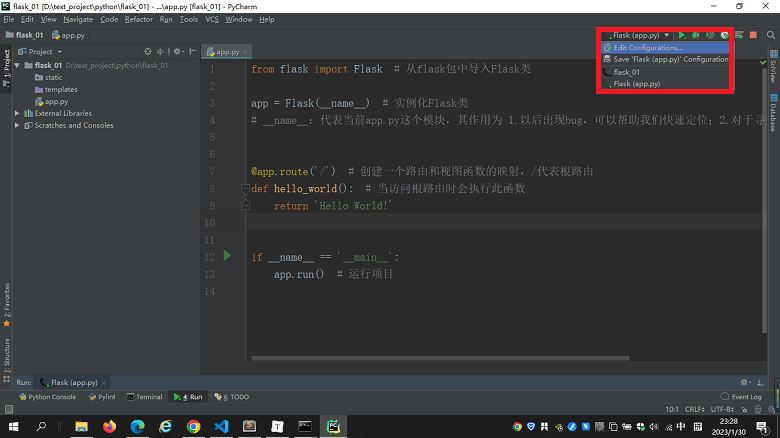 flask_01 [D:\text_project\python\flask_01] - ...\app.py [flask_01] - PyCharm
File Edit View Navigate Code Refactor Run Tools VCS Window Help
flask_01 app.py
Flask (app.py)
Edit Configurations...
Save 'Flask (app.py)' Configuration
flask_01
Flask (app.py)
Project
app.py
1: Project
flask_01 D:\text_project\python\flask_01
static
templates
app.py
External Libraries
Scratches and Consoles
SciView
Database
1 from flask import Flask # 从flask包中导入Flask类
2
3 app = Flask(__name__) # 实例化Flask类
4 # __name__: 代表当前app.py这个模块, 其作用为 1.以后出现bug, 可以帮助我们快速定位; 2.对于寻
5
6
7 @app.route('/') # 创建一个路由和视图函数的映射, /代表根路由
8 def hello_world(): # 当访问根路由时会执行此函数
9 return 'Hello World!'
10
11
12 if __name__ == '__main__':
13 app.run() # 运行项目
14
2: Favorites
7: Structure
Run: Flask (app.py)
Python Console Pylint Terminal 4: Run 6: TODO Event Log
10:1 CRLF UTF-8
中
23:28
2023/1/30